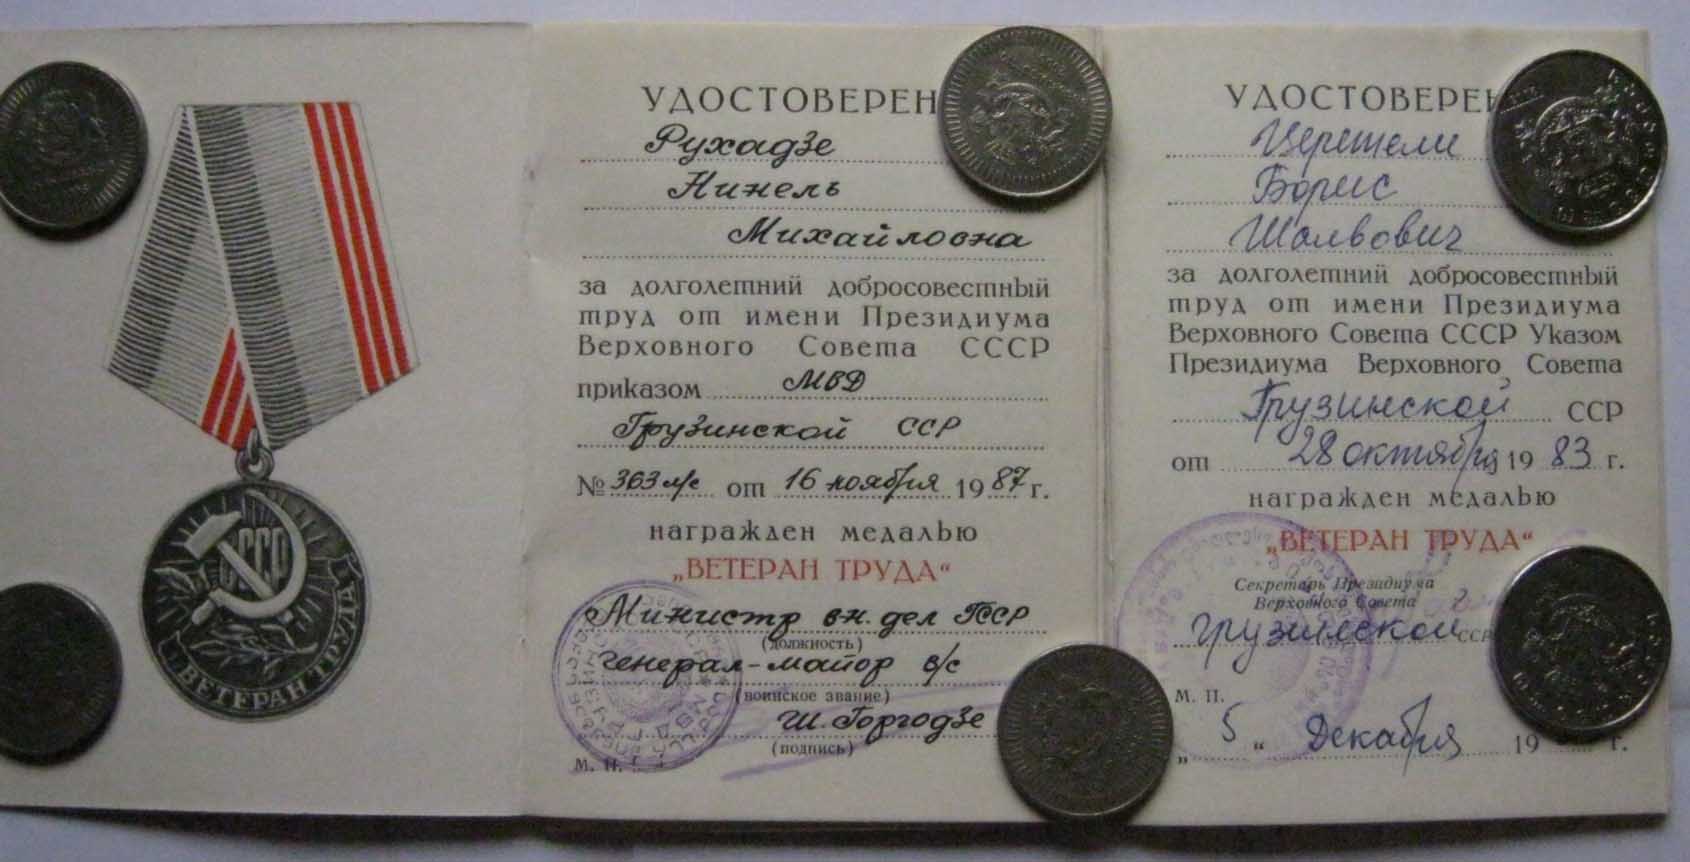 СССР
ВЕТЕРАН ТРУДА
УДОСТОВЕРЕН
Рухадзе
Нинель
Михайловна
за долголетний добросовестный
труд от имени Президиума
Верховного Совета СССР
приказом МВД
Грузинской ССР
№ 363 л/с от 16 ноября 1987 г.
награжден медалью
„ВЕТЕРАН ТРУДА“
Министр вн. дел ГССР
(должность)
генерал-майор в/с
(воинское звание)
Ш. Горгодзе
(подпись)
М. П.
УДОСТОВЕРЕН
Церетели
Борис
Шалвович
за долголетний добросовестный
труд от имени Президиума
Верховного Совета СССР Указом
Президиума Верховного Совета
Грузинской ССР
от 28 октября 1983 г.
награжден медалью
„ВЕТЕРАН ТРУДА“
Секретарь Президиума
Верховного Совета
Грузинской ССР
М. П.
„5“ Декабря 19 г.